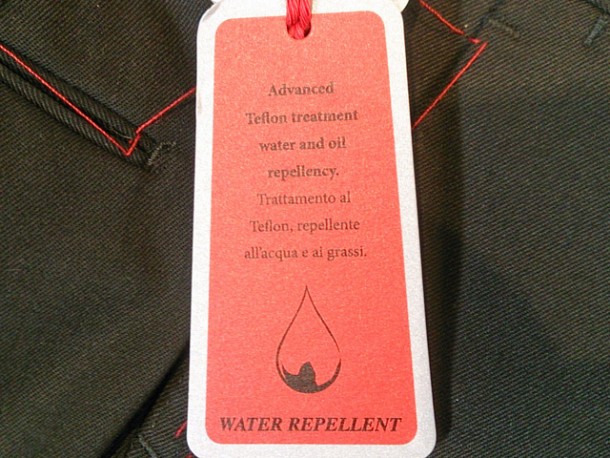 Advanced
Teflon treatment
water and oil
repellency.
Trattamento al
Teflon, repellente
all'acqua e ai grassi.
WATER REPELLENT